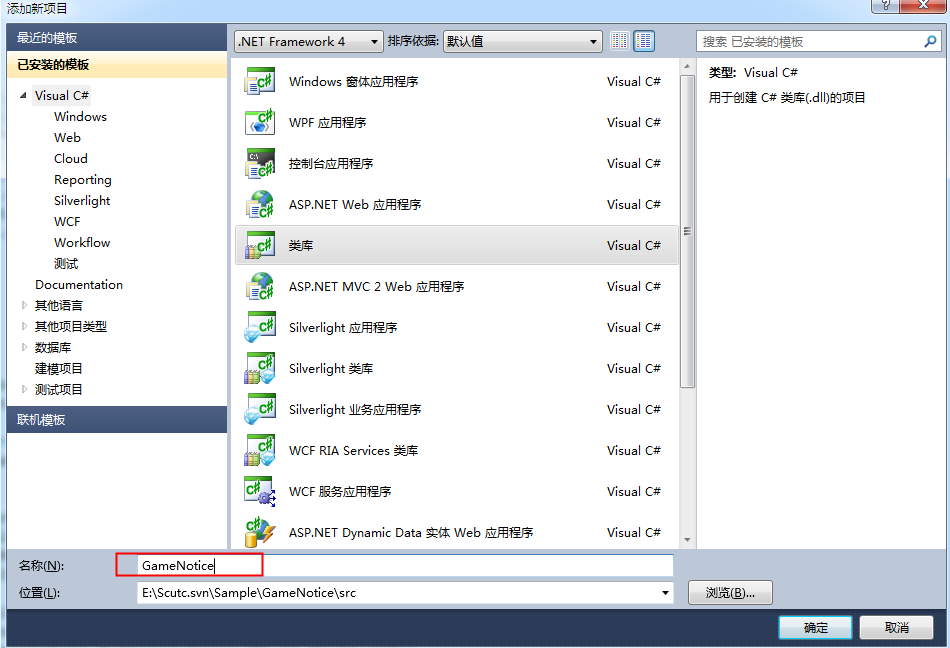 添加新项目
?
最近的模板
已安装的模板
Visual C#
Windows
Web
Cloud
Reporting
Silverlight
WCF
Workflow
测试
Documentation
其他语言
其他项目类型
数据库
建模项目
测试项目
联机模板
.NET Framework 4 排序依据: 默认值
Windows 窗体应用程序 Visual C#
WPF 应用程序 Visual C#
控制台应用程序 Visual C#
ASP.NET Web 应用程序 Visual C#
类库 Visual C#
ASP.NET MVC 2 Web 应用程序 Visual C#
Silverlight 应用程序 Visual C#
Silverlight 类库 Visual C#
Silverlight 业务应用程序 Visual C#
WCF RIA Services 类库 Visual C#
WCF 服务应用程序 Visual C#
ASP.NET Dynamic Data 实体 Web 应用程序 Visual C#
搜索 已安装的模板
类型: Visual C#
用于创建 C# 类库(.dll)的项目
名称(N): GameNotice
位置(L): E:\Scutc.svn\Sample\GameNotice\src 浏览(B)...
确定 取消